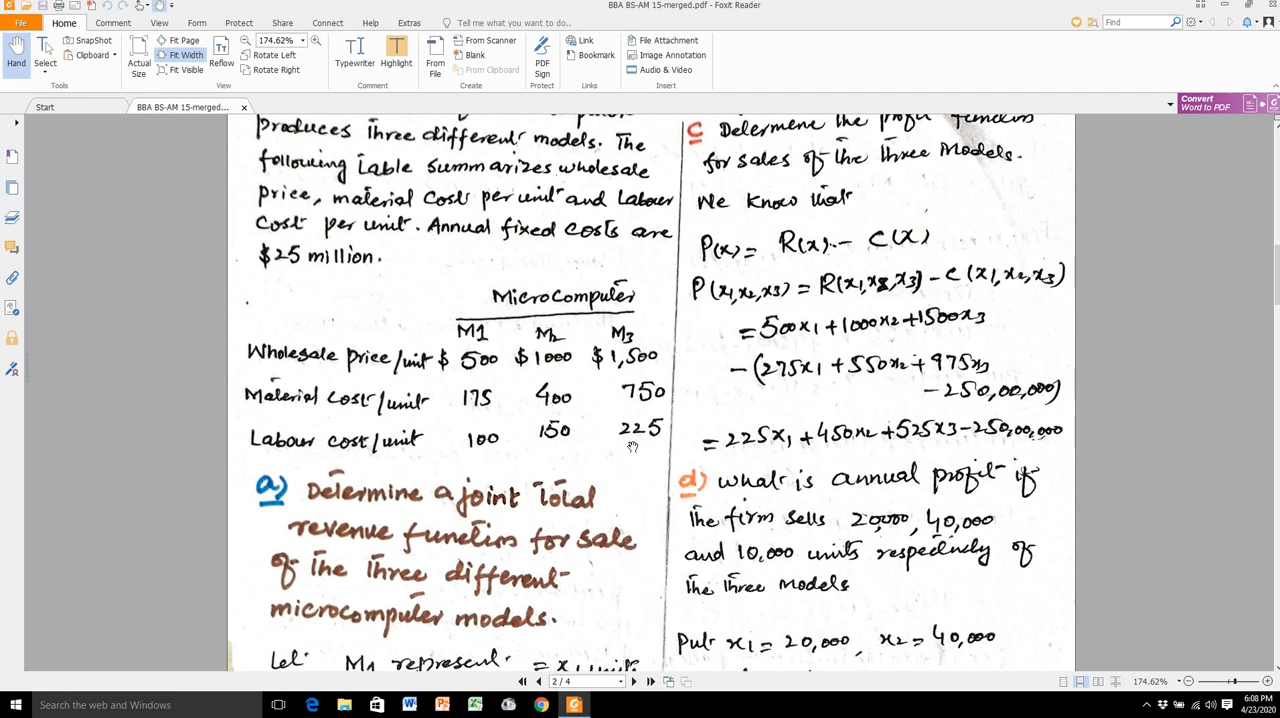 BBA BS-AM 15-merged.pdf - Foxit Reader
File
Home
Comment
View
Form
Protect
Share
Connect
Help
Extras
Tell me what you want to do...
Find
Hand
Select
SnapShot
Clipboard
Actual Size
Fit Page
Fit Width
Fit Visible
Reflow
174.62%
Rotate Left
Rotate Right
Typewriter
Highlight
From File
From Scanner
Blank
From Clipboard
PDF Sign
Link
Bookmark
File Attachment
Image Annotation
Audio & Video
Tools
View
Comment
Create
Protect
Links
Insert
Start
BBA BS-AM 15-merged....
Convert
Word to PDF
produces three different models. The
following table summarizes wholesale
price, material cost per unit and Labour
cost per unit. Annual fixed costs are
$25 million.
Microcomputer
M1 M2 M3
Wholesale price/unit $ 500 $1000 $1,500
Material cost/unit 175 400 750
Labour cost/unit 100 150 225
a) Determine a joint total
revenue function for sale
of the three different
microcomputer models.
Let M1 represent = x1 units
c Determene the profit function
for sales of the three Models.
We know that
P(x) = R(x) - C(x)
P(x1,x2,x3) = R(x1,x2,x3) - C(x1,x2,x3)
= 500x1 + 1000x2 + 1500x3
- (275x1 + 550x2 + 975x3
- 250,00,000)
= 225x1 + 450x2 + 525x3 - 250,00,000
d) what is annual profit if
the firm sells 20,000, 40,000
and 10,000 units respectively of
the three models
Put x1 = 20,000, x2 = 40,000
2 / 4
174.62%
Search the web and Windows
6:08 PM
4/23/2020